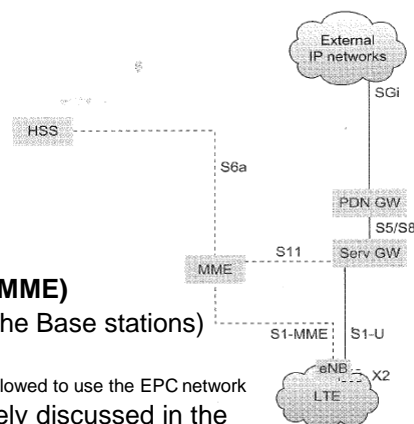 External
IP networks
SGi
HSS
S6a
PDN GW
S5/S8
MME
S11
Serv GW
MME)
he Base stations)
S1-MME
S1-U
eNB
X2
llowed to use the EPC network
LTE
ely discussed in the